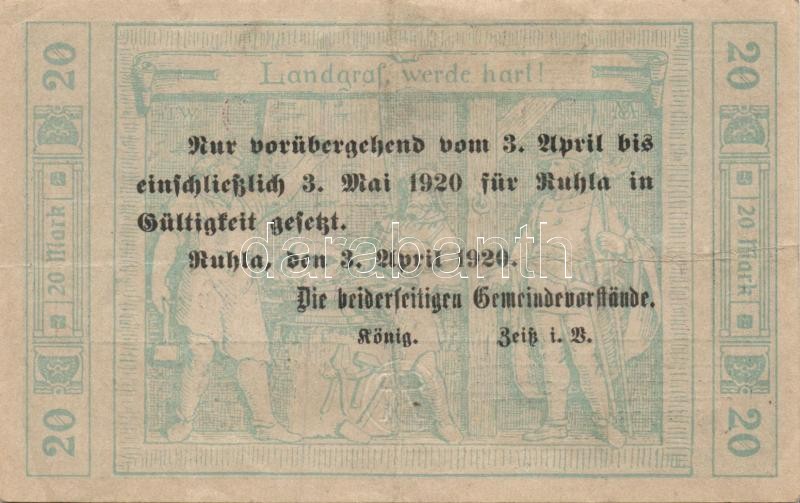 Landgraf, werde hart!
20
20
J.W.
Nur vorübergehend vom 3. April bis
einschließlich 3. Mai 1920 für Ruhla in
Gültigkeit gesetzt.
Ruhla, den 3. April 1920.
Die beiderseitigen Gemeindevorstände.
König. Zeiß i. V.
20 Mark
20 Mark
20
20
darabanth